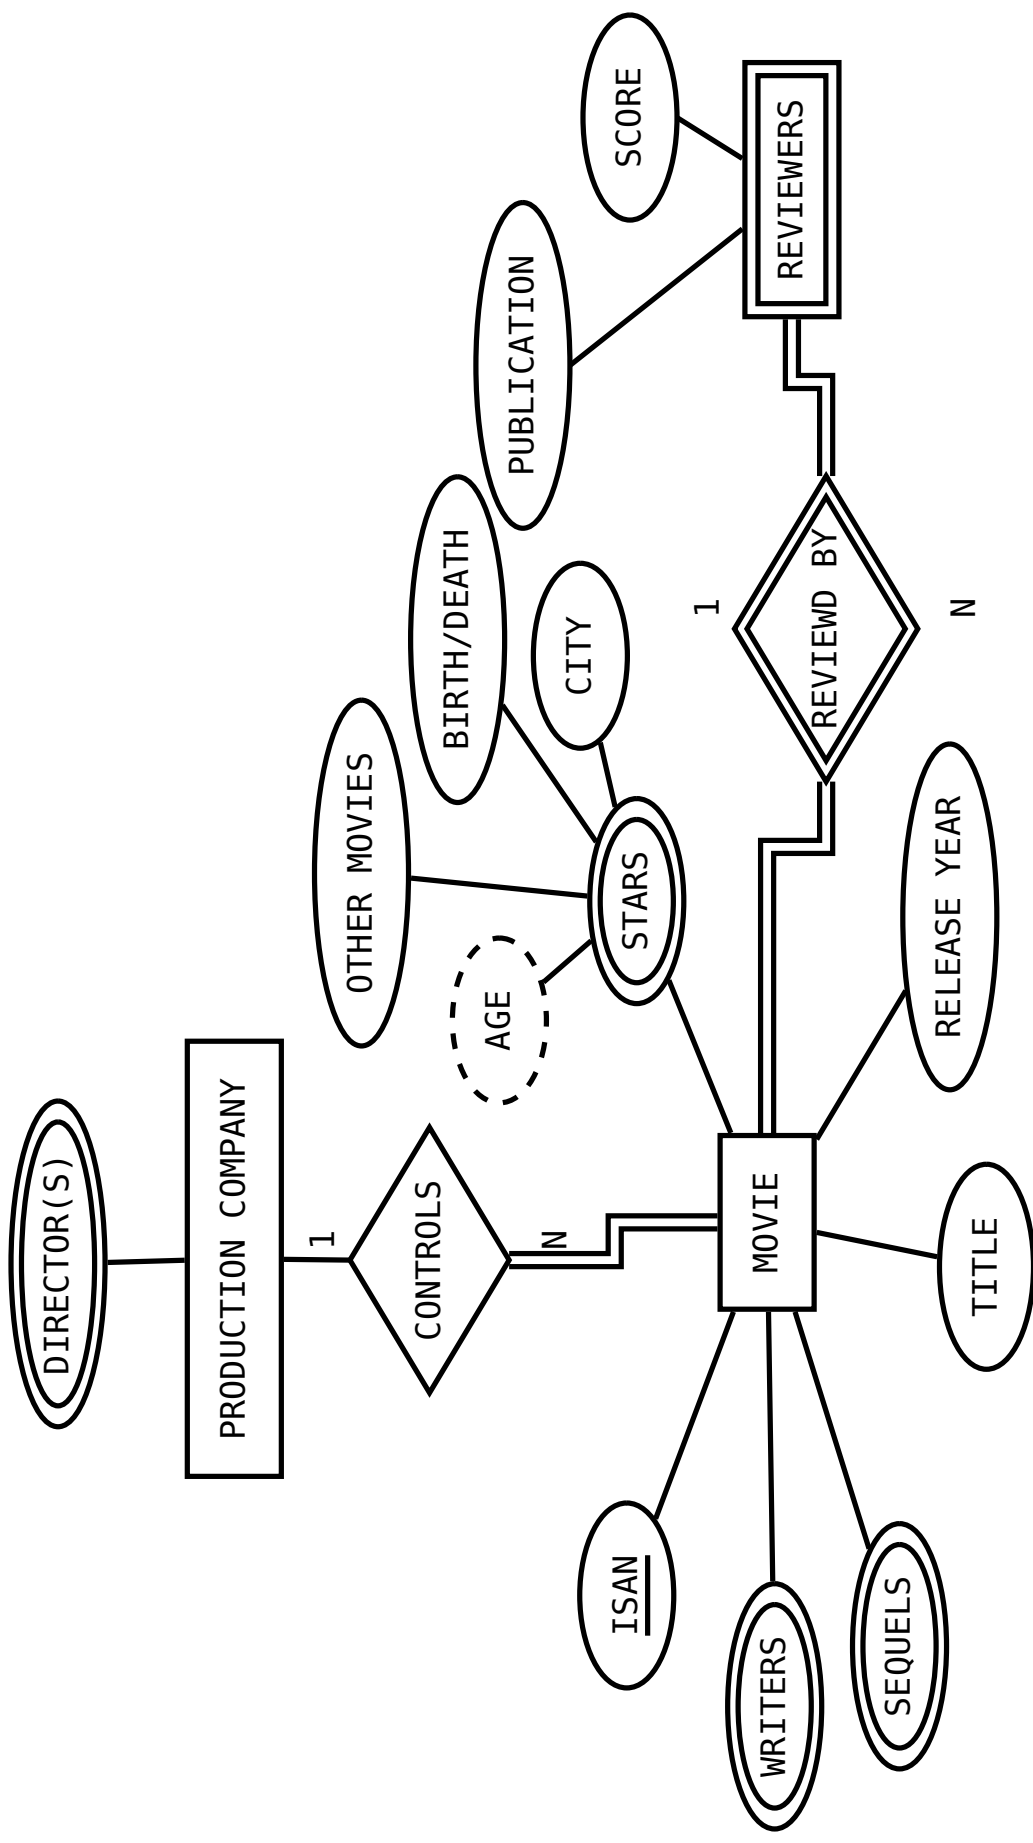 DIRECTOR(S)
PRODUCTION COMPANY
1
OTHER MOVIES
CONTROLS
BIRTH/DEATH
AGE
PUBLICATION
N
CITY
ISAN
STARS
SCORE
1
WRITERS
MOVIE
REVIEWERS
REVIEWD BY
SEQUELS
RELEASE YEAR
N
TITLE